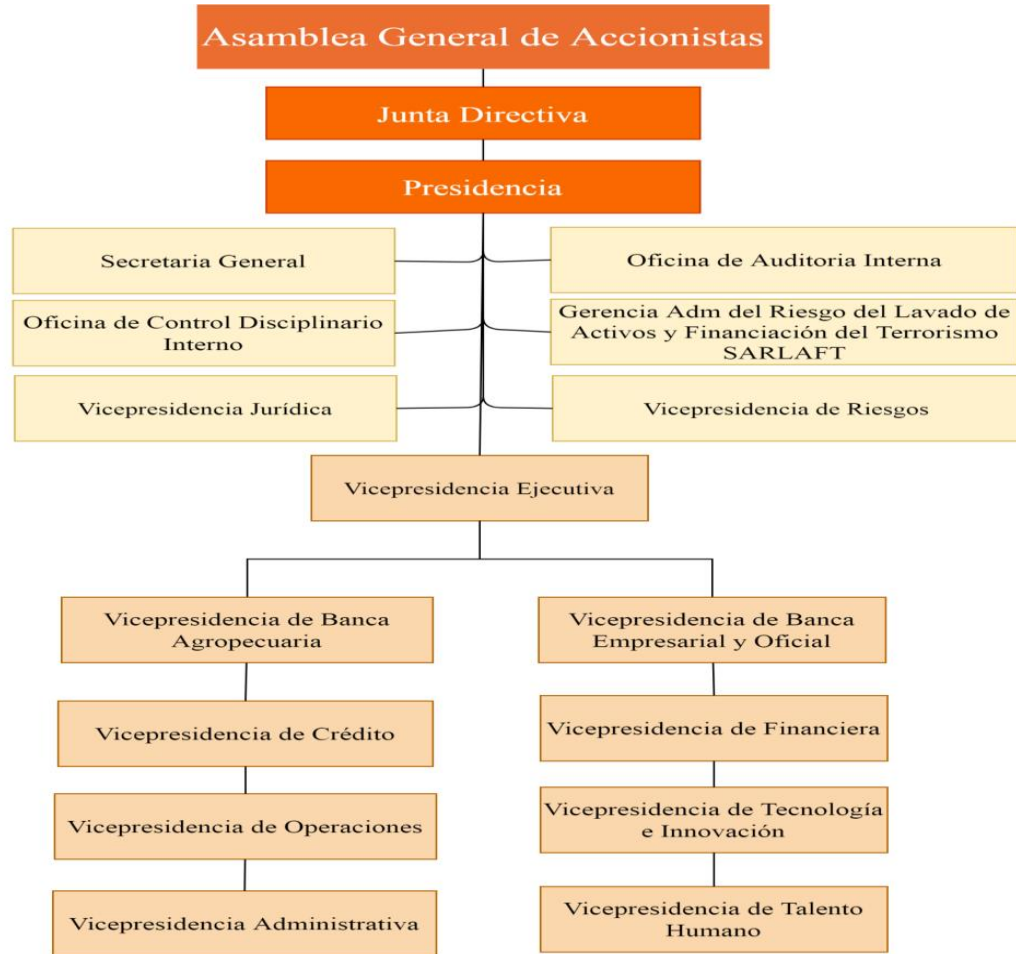 Asamblea General de Accionistas
Junta Directiva
Presidencia
Secretaria General
Oficina de Auditoria Interna
Oficina de Control Disciplinario
Interno
Gerencia Adm del Riesgo del Lavado de
Activos y Financiación del Terrorismo
SARLAFT
Vicepresidencia Jurídica
Vicepresidencia de Riesgos
Vicepresidencia Ejecutiva
Vicepresidencia de Banca
Agropecuaria
Vicepresidencia de Banca
Empresarial y Oficial
Vicepresidencia de Crédito
Vicepresidencia de Financiera
Vicepresidencia de Operaciones
Vicepresidencia de Tecnología
e Innovación
Vicepresidencia Administrativa
Vicepresidencia de Talento
Humano